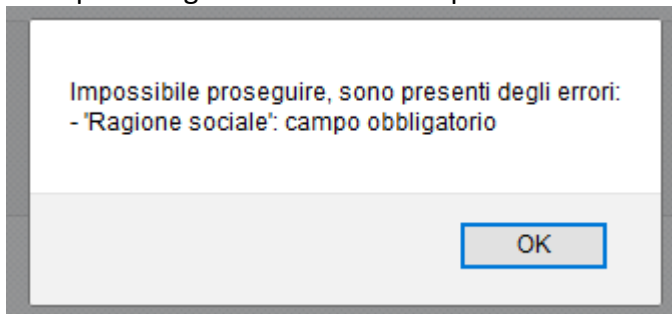 Impossibile proseguire, sono presenti degli errori:
- 'Ragione sociale': campo obbligatorio
OK